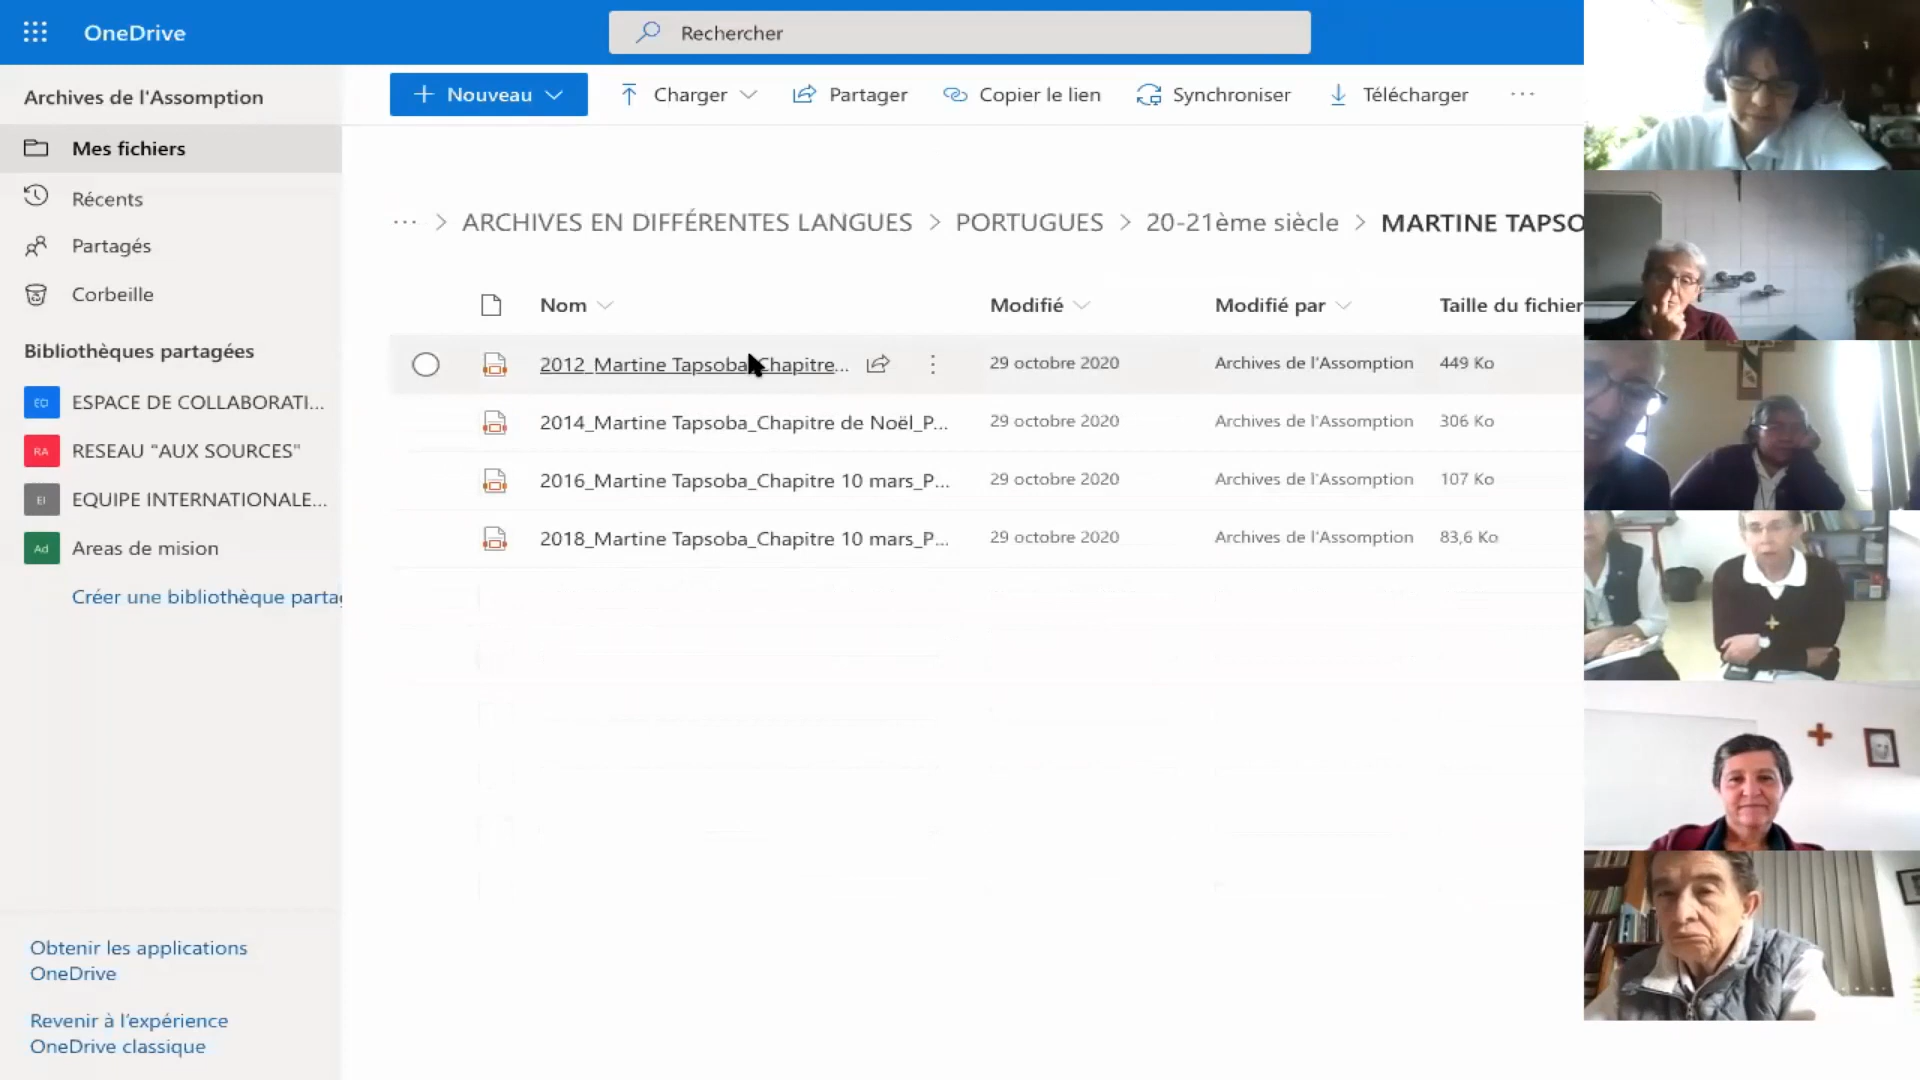 OneDrive
Rechercher
Archives de l'Assomption
Nouveau
Charger
Partager
Copier le lien
Synchroniser
Télécharger
Mes fichiers
Récents
Partagés
Corbeille
Bibliothèques partagées
EO ESPACE DE COLLABORATI...
RA RESEAU "AUX SOURCES"
EI EQUIPE INTERNATIONALE...
Ad Areas de mision
Créer une bibliothèque partag
Obtenir les applications
OneDrive
Revenir à l'expérience
OneDrive classique
... > ARCHIVES EN DIFFÉRENTES LANGUES > PORTUGUES > 20-21ème siècle > MARTINE TAPSO
Nom Modifié Modifié par Taille du fichier
2012_Martine Tapsoba_Chapitre... 29 octobre 2020 Archives de l'Assomption 449 Ko
2014_Martine Tapsoba_Chapitre de Noël_P... 29 octobre 2020 Archives de l'Assomption 306 Ko
2016_Martine Tapsoba_Chapitre 10 mars_P... 29 octobre 2020 Archives de l'Assomption 107 Ko
2018_Martine Tapsoba_Chapitre 10 mars_P... 29 octobre 2020 Archives de l'Assomption 83,6 Ko